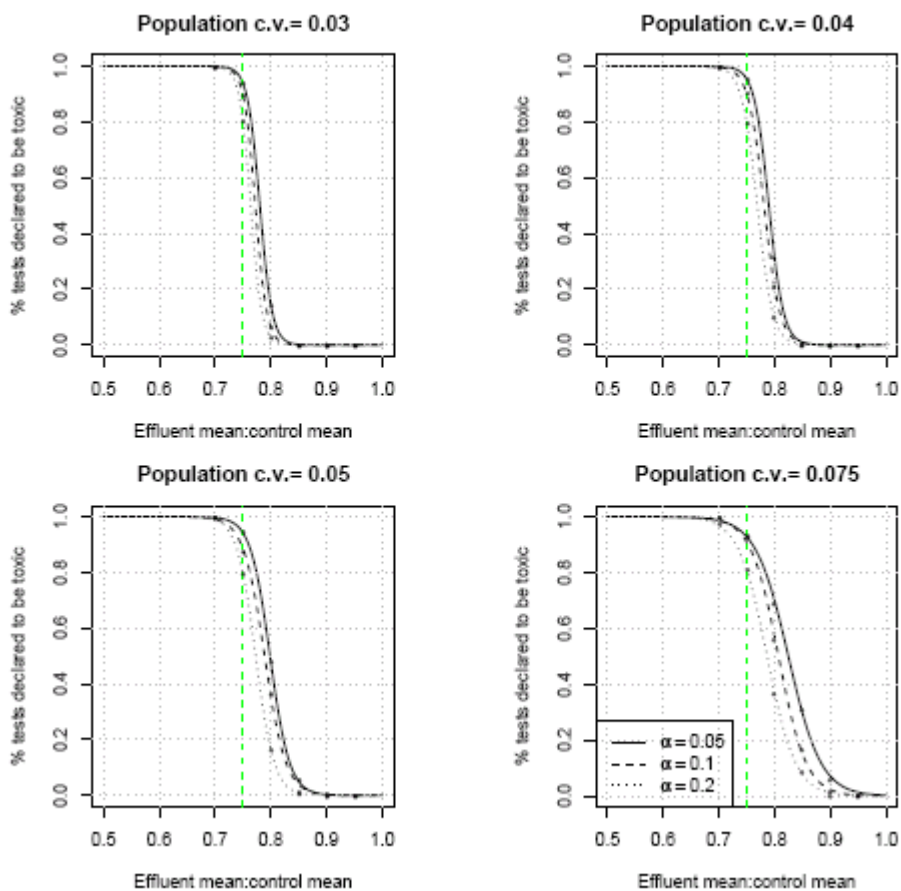 Population c.v.= 0.03
% tests declared to be toxic
1.0
0.8
0.6
0.4
0.2
0.0
0.5 0.6 0.7 0.8 0.9 1.0
Effluent mean:control mean
Population c.v.= 0.04
% tests declared to be toxic
1.0
0.8
0.6
0.4
0.2
0.0
0.5 0.6 0.7 0.8 0.9 1.0
Effluent mean:control mean
Population c.v.= 0.05
% tests declared to be toxic
1.0
0.8
0.6
0.4
0.2
0.0
0.5 0.6 0.7 0.8 0.9 1.0
Effluent mean:control mean
Population c.v.= 0.075
% tests declared to be toxic
1.0
0.8
0.6
0.4
0.2
0.0
α = 0.05
α = 0.1
α = 0.2
0.5 0.6 0.7 0.8 0.9 1.0
Effluent mean:control mean